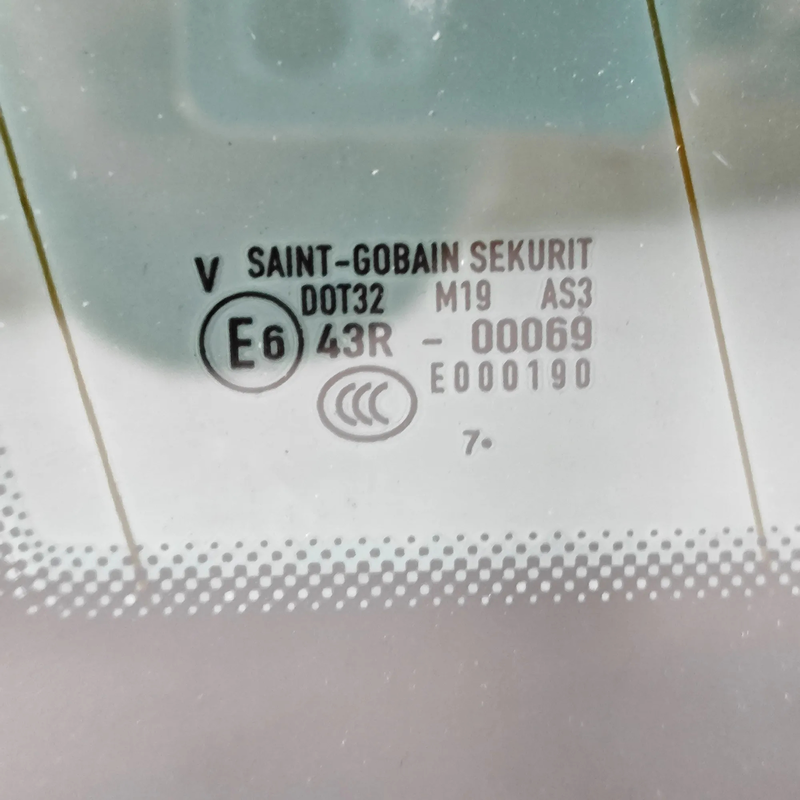 V SAINT-GOBAIN SEKURIT
DOT32 M19 AS3
E6 43R - 00069
CCC E000190
7•